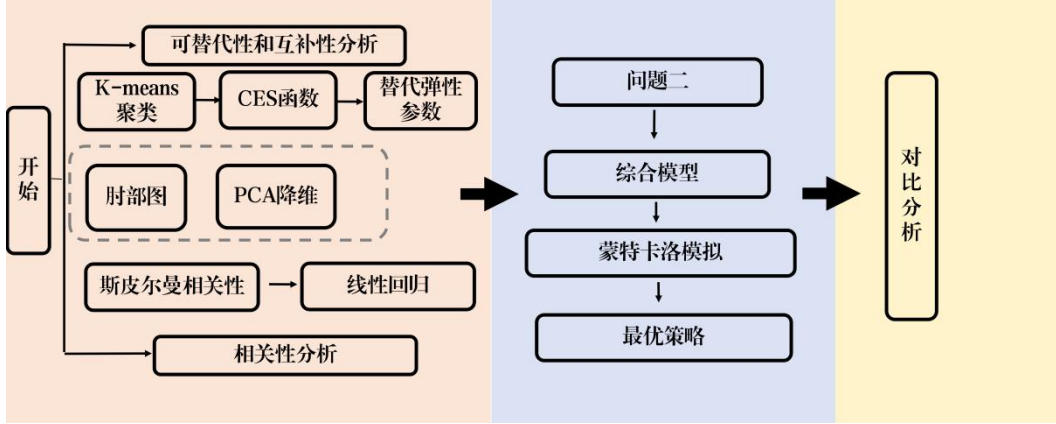 开
始
可替代性和互补性分析
K-means
聚类
CES函数
替代弹性
参数
肘部图
PCA降维
斯皮尔曼相关性
线性回归
相关性分析
问题二
综合模型
蒙特卡洛模拟
最优策略
对
比
分
析